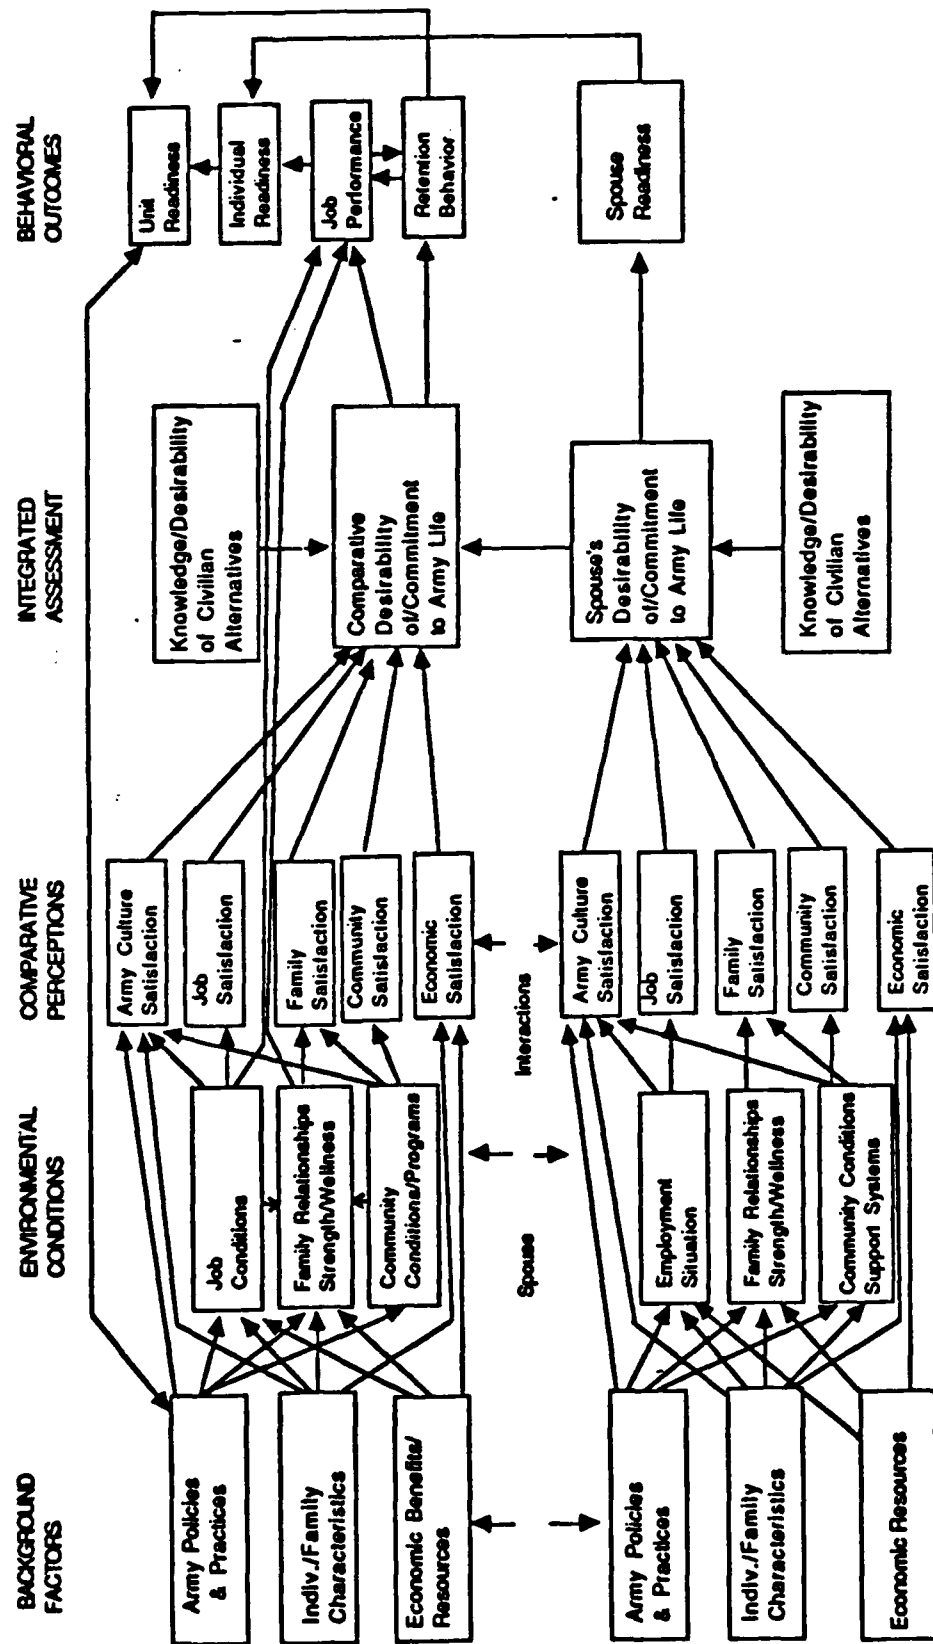 BACKGROUND
FACTORS
ENVIRONMENTAL
CONDITIONS
COMPARATIVE
PERCEPTIONS
INTEGRATED
ASSESSMENT
BEHAVIORAL
OUTCOMES
Army Policies
& Practices
Indiv./Family
Characteristics
Economic Benefits/
Resources
Job
Conditions
Family Relationships
Strength/Wellness
Community
Conditions/Programs
Army Culture
Satisfaction
Job
Satisfaction
Family
Satisfaction
Community
Satisfaction
Economic
Satisfaction
Knowledge/Desirability
of Civilian
Alternatives
Comparative
Desirability
of/Commitment
to Army Life
Unit
Readiness
Individual
Readiness
Job
Performance
Retention
Behavior
Spouse
Interactions
Army Policies
& Practices
Indiv./Family
Characteristics
Economic Resources
Employment
Situation
Family Relationships
Strength/Wellness
Community Conditions
Support Systems
Army Culture
Satisfaction
Job
Satisfaction
Family
Satisfaction
Community
Satisfaction
Economic
Satisfaction
Spouse's
Desirability
of/Commitment
to Army Life
Knowledge/Desirability
of Civilian
Alternatives
Spouse
Readiness